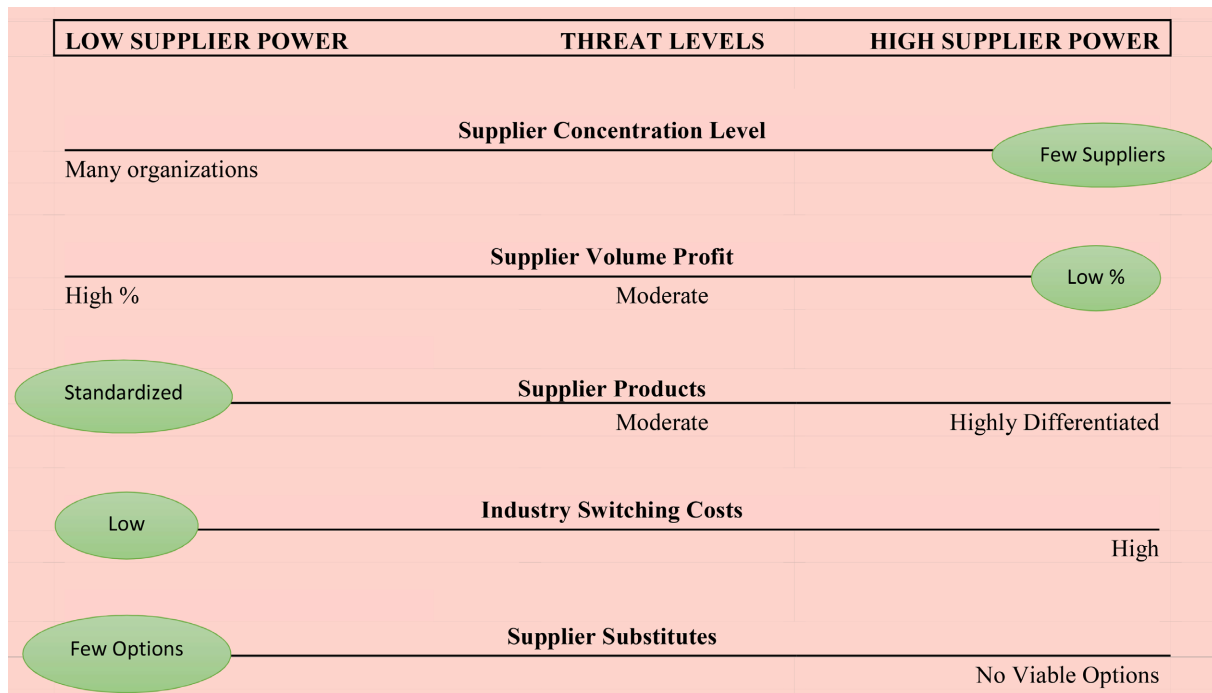 LOW SUPPLIER POWER THREAT LEVELS HIGH SUPPLIER POWER
Supplier Concentration Level
Few Suppliers
Many organizations
Supplier Volume Profit
Low %
High % Moderate
Standardized
Supplier Products
Moderate Highly Differentiated
Industry Switching Costs
Low
High
Supplier Substitutes
Few Options
No Viable Options